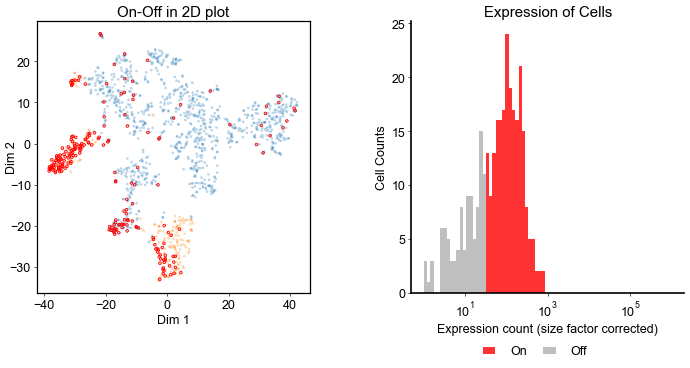 On-Off in 2D plot
20
10
0
−10
−20
−30
Dim 2
−40
−20
0
20
40
Dim 1
Expression of Cells
25
20
15
10
5
0
Cell Counts
10^1
10^3
10^5
Expression count (size factor corrected)
On
Off